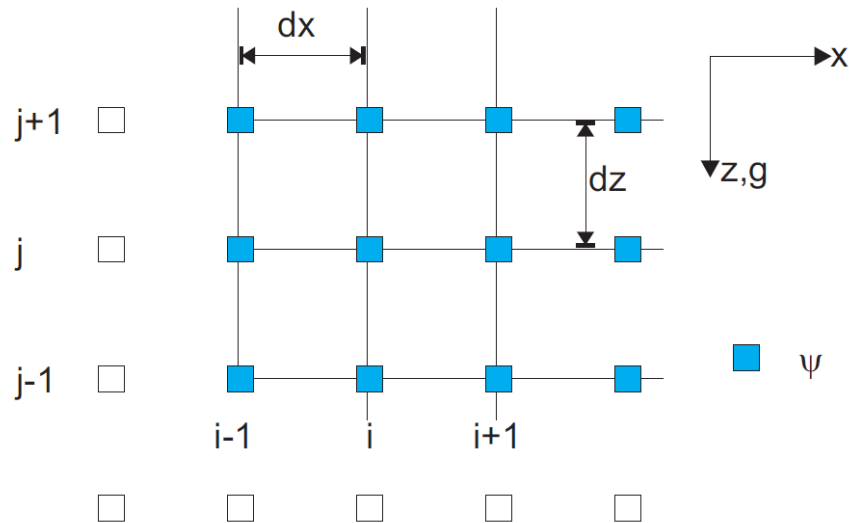 dx
x
j+1
z,g
dz
j
ψ
j-1
i-1 i i+1